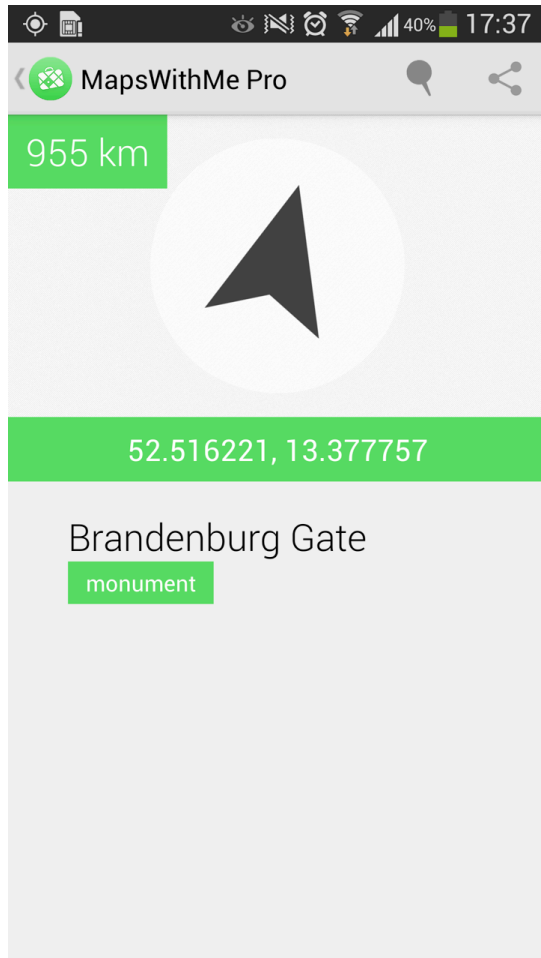 40% 17:37
MapsWithMe Pro
955 km
52.516221, 13.377757
Brandenburg Gate
monument